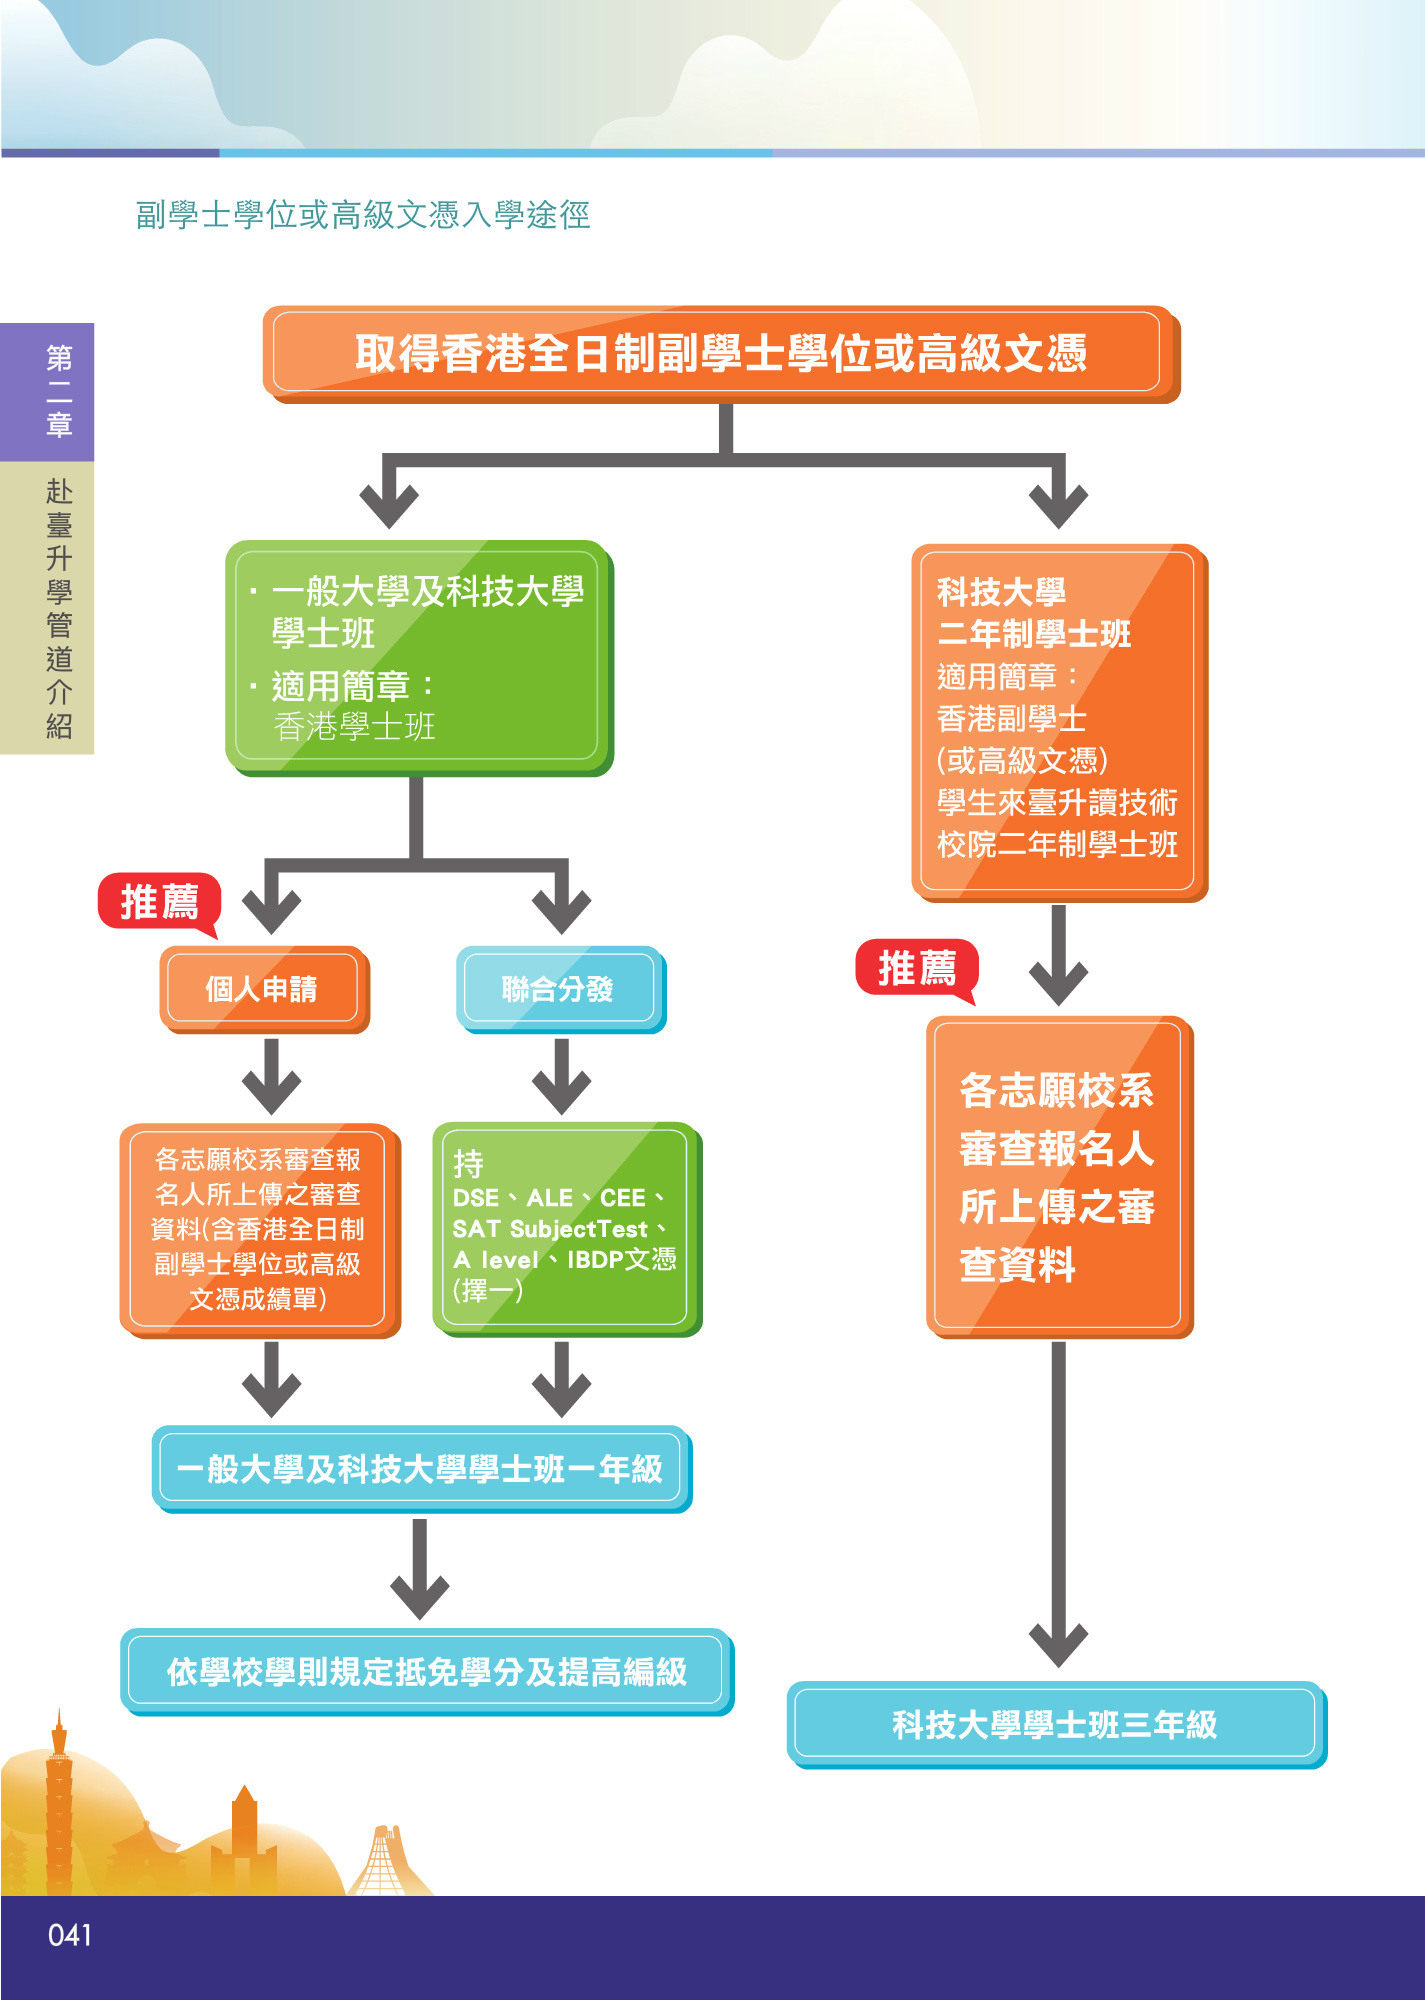 副學士學位或高級文憑入學途徑
第二章
赴臺升學管道介紹
取得香港全日制副學士學位或高級文憑
·一般大學及科技大學
學士班
·適用簡章：
香港學士班
科技大學
二年制學士班
適用簡章：
香港副學士
(或高級文憑)
學生來臺升讀技術
校院二年制學士班
推薦
個人申請
聯合分發
推薦
各志願校系審查報
名人所上傳之審查
資料(含香港全日制
副學士學位或高級
文憑成績單)
持
DSE、ALE、CEE、
SAT SubjectTest、
A level、IBDP文憑
(擇一)
各志願校系
審查報名人
所上傳之審
查資料
一般大學及科技大學學士班一年級
依學校學則規定抵免學分及提高編級
科技大學學士班三年級
041